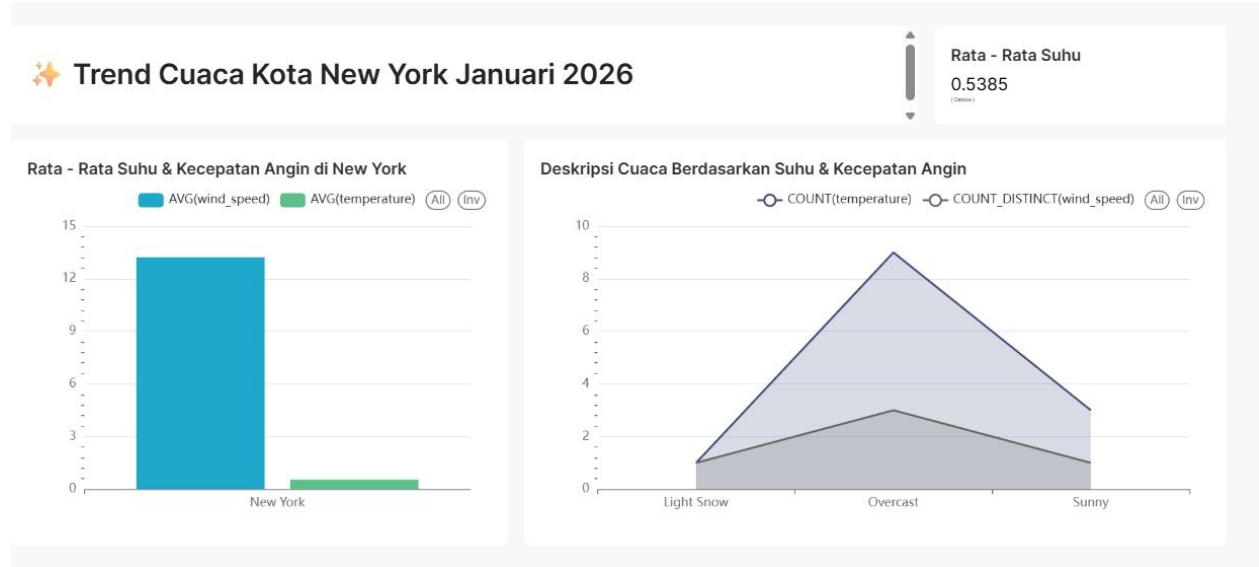 ✨ Trend Cuaca Kota New York Januari 2026
Rata - Rata Suhu
0.5385
( Celcius )
Rata - Rata Suhu & Kecepatan Angin di New York
AVG(wind_speed) AVG(temperature) All Inv
15
12
9
6
3
0
New York
Deskripsi Cuaca Berdasarkan Suhu & Kecepatan Angin
COUNT(temperature) COUNT_DISTINCT(wind_speed) All Inv
10
8
6
4
2
0
Light Snow Overcast Sunny